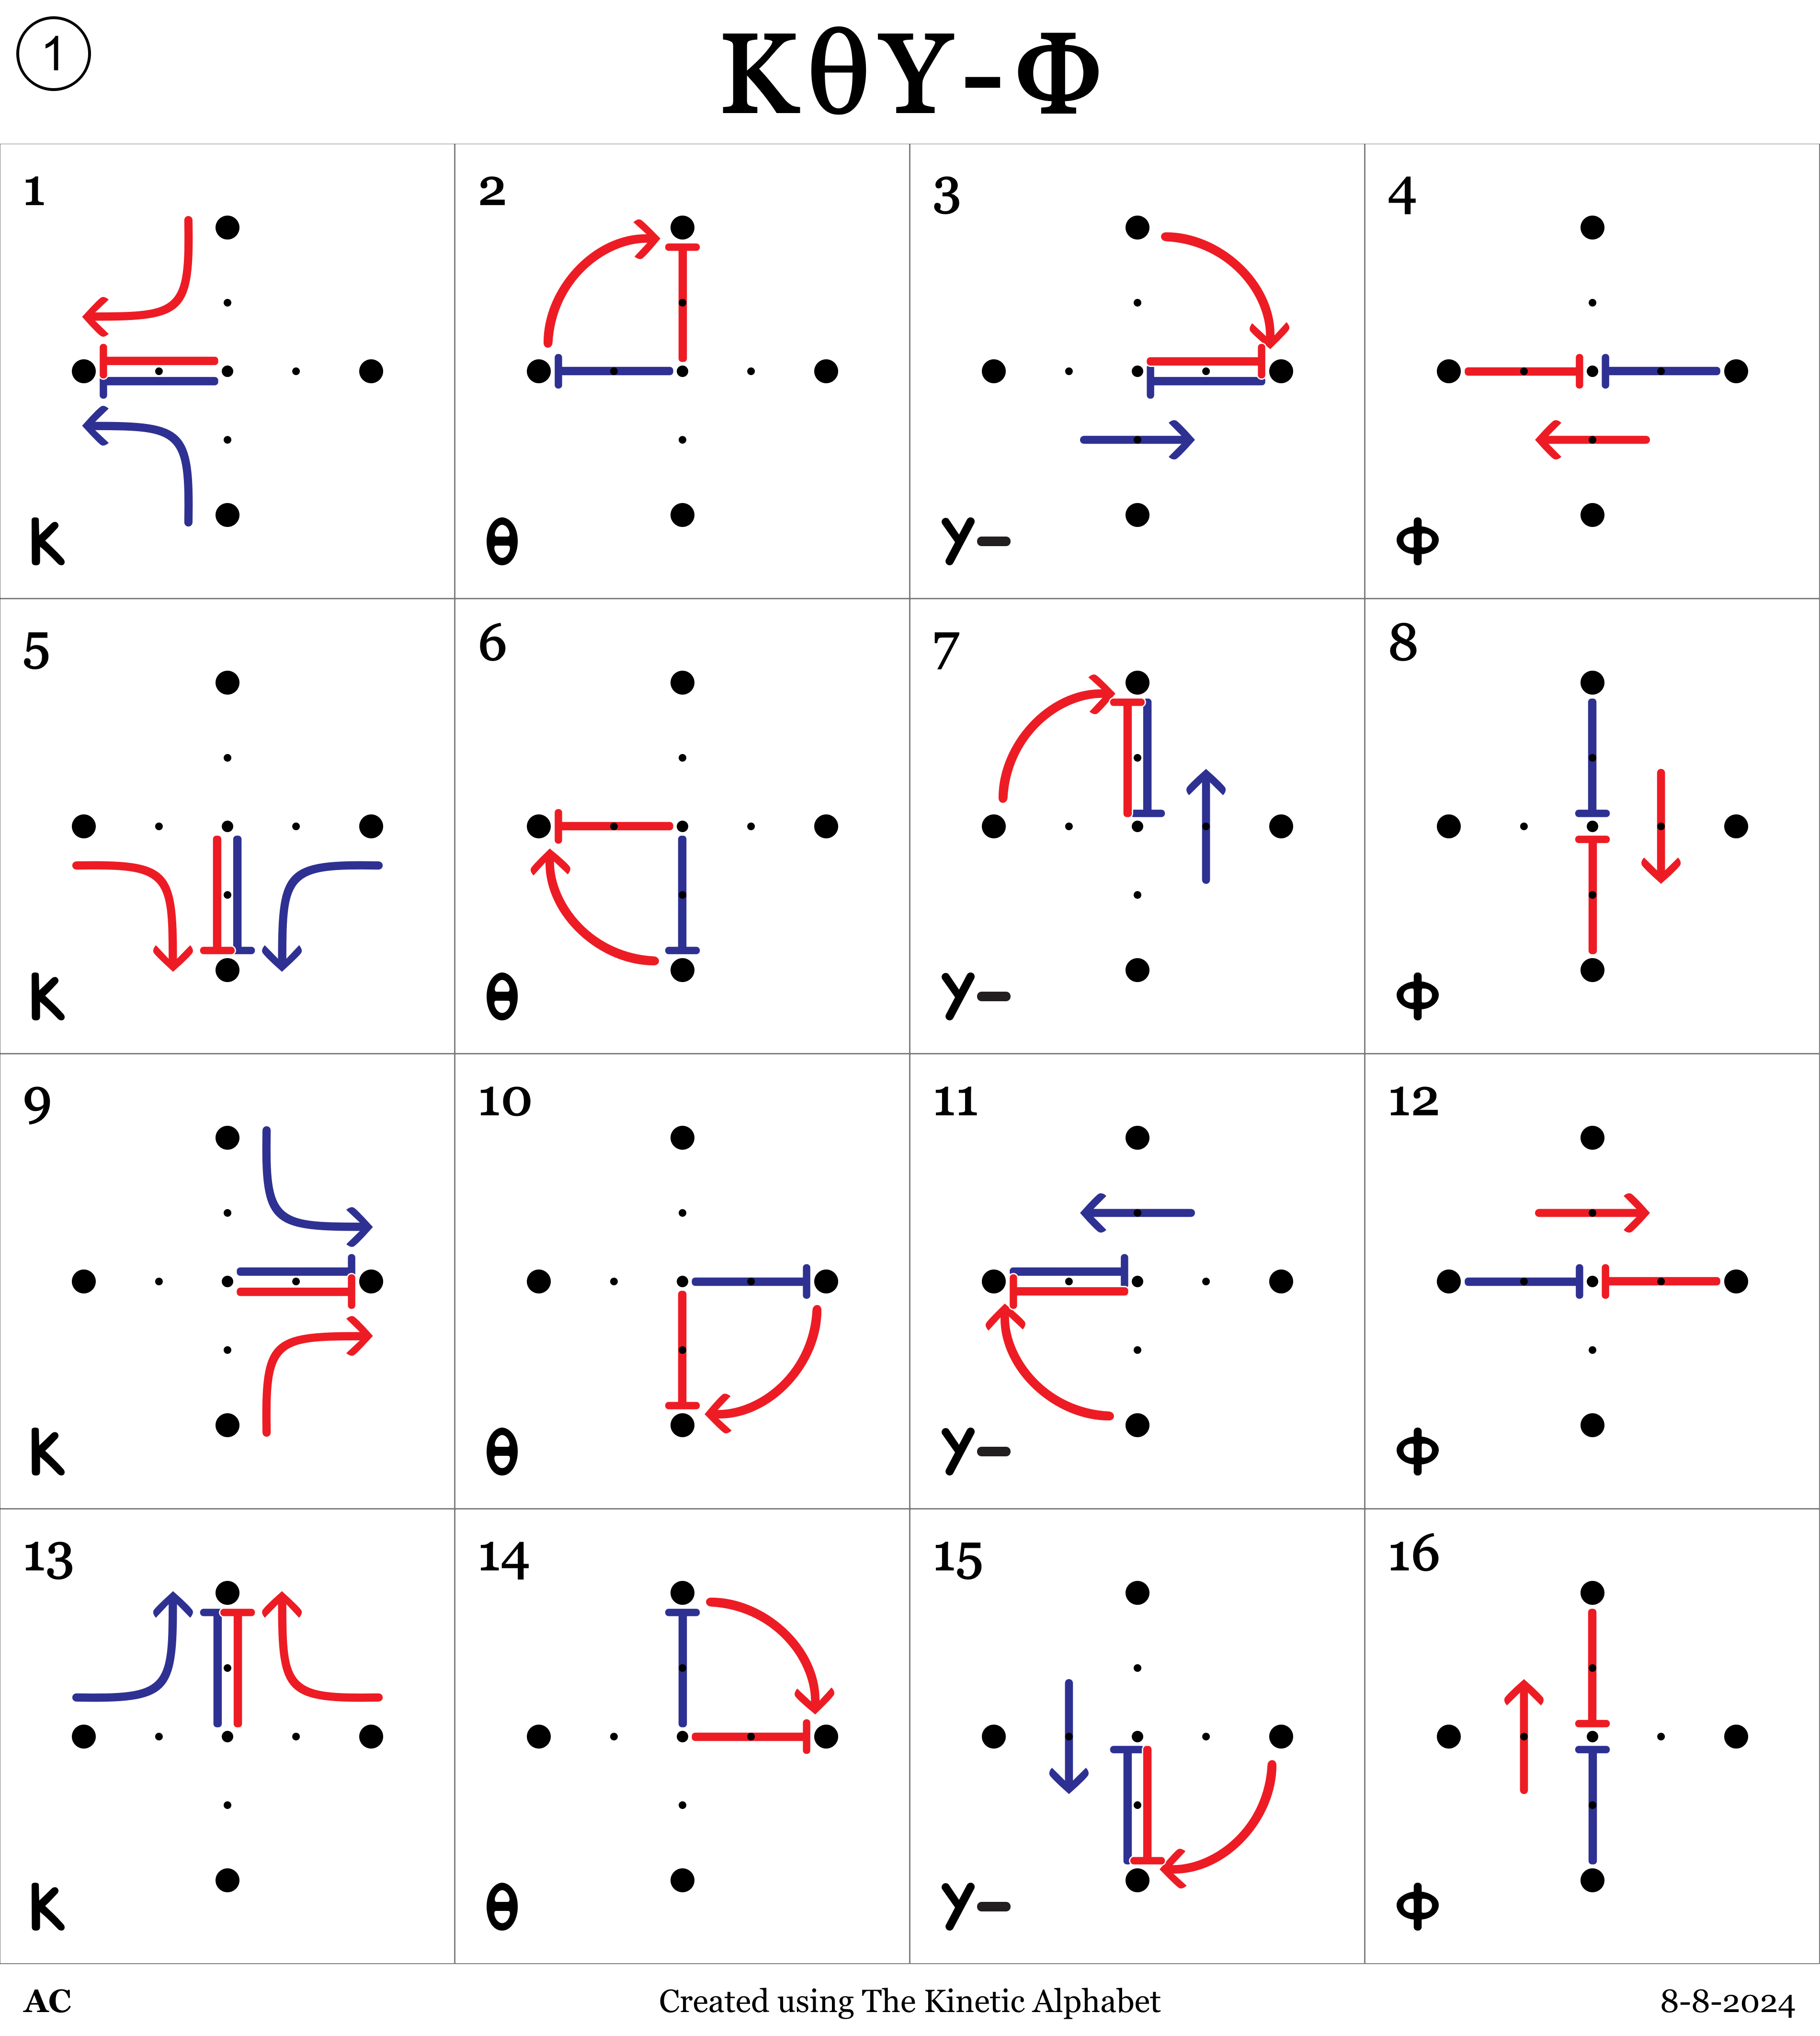 1
KθY-Φ
1 2 3 4
K θ Y- Φ
5 6 7 8
K θ Y- Φ
9 10 11 12
K θ Y- Φ
13 14 15 16
K θ Y- Φ
AC Created using The Kinetic Alphabet 8-8-2024